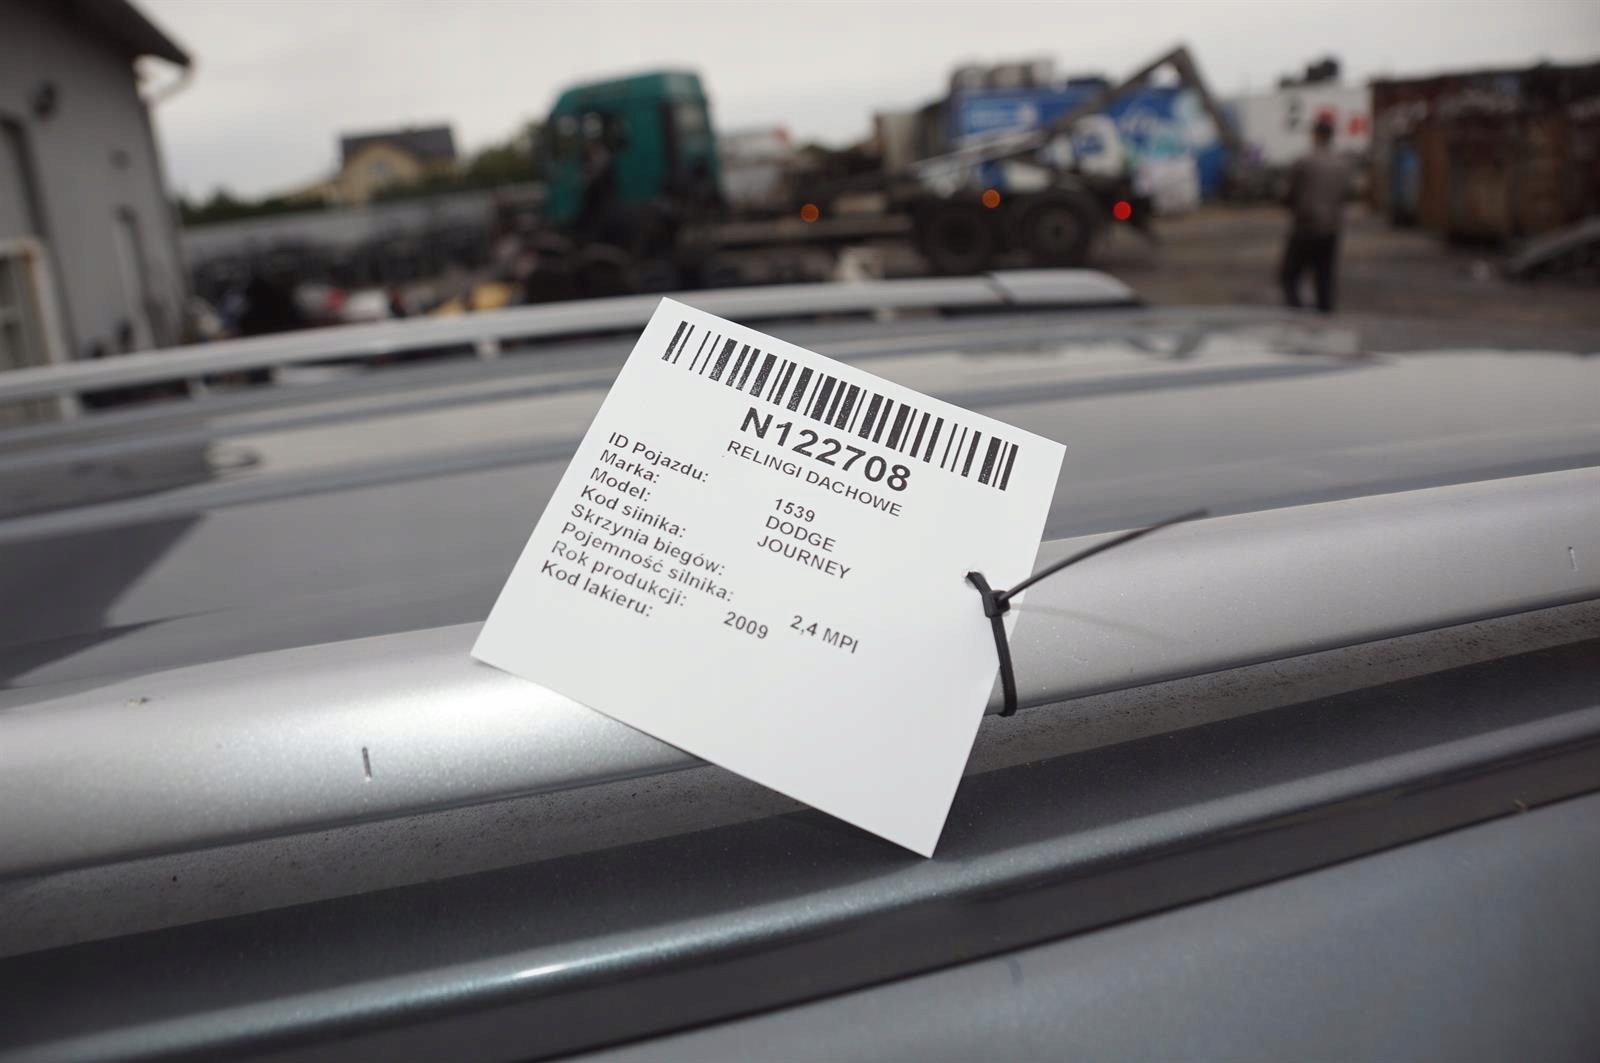 N122708
RELINGI DACHOWE
ID Pojazdu: 1539
Marka: DODGE
Model: JOURNEY
Kod siinika:
Skrzynia biegów:
Pojemność silnika: 2,4 MPI
Rok produkcji: 2009
Kod lakieru: